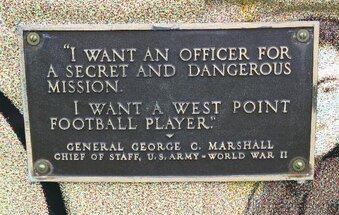 "I WANT AN OFFICER FOR
A SECRET AND DANGEROUS
MISSION.
I WANT A WEST POINT
FOOTBALL PLAYER."
GENERAL GEORGE C. MARSHALL
CHIEF OF STAFF, U.S. ARMY - WORLD WAR II